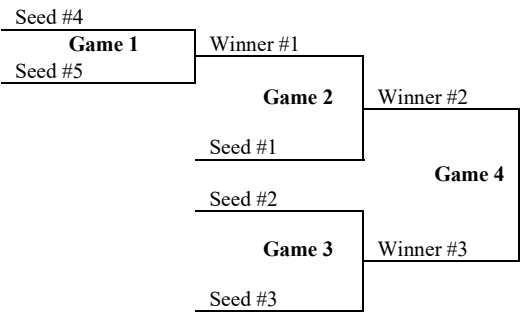 Seed #4
Game 1
Winner #1
Seed #5
Game 2
Winner #2
Seed #1
Game 4
Seed #2
Game 3
Winner #3
Seed #3